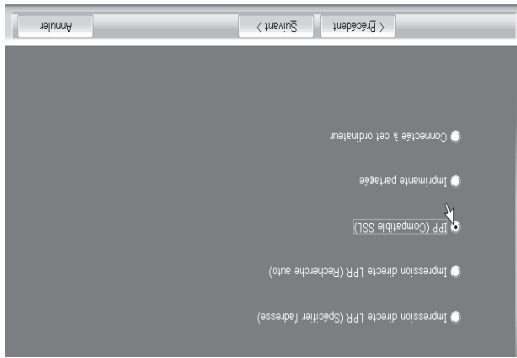 Impression directe LPR (Spécifier l'adresse)
Impression directe LPR (Recherche auto)
IPP (Compatible SSL)
Imprimante partagée
Connectée à cet ordinateur
< Précédent
Suivant >
Annuler